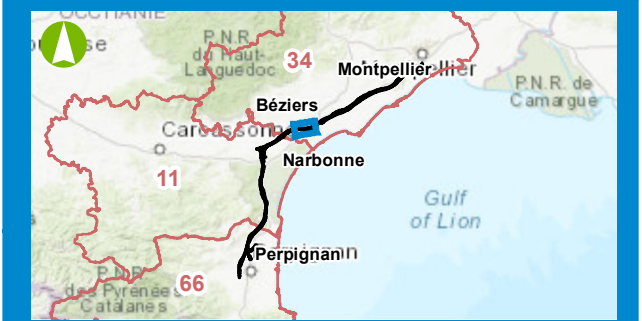 OCCITANIE
P.N.R.
du Haut-
Languedoc
34
Montpellier
P.N.R. de
Camargue
Béziers
Carcassonn
Narbonne
11
Gulf
of Lion
Perpignan
66
P.N.R.
des Pyrénées
Catalanes